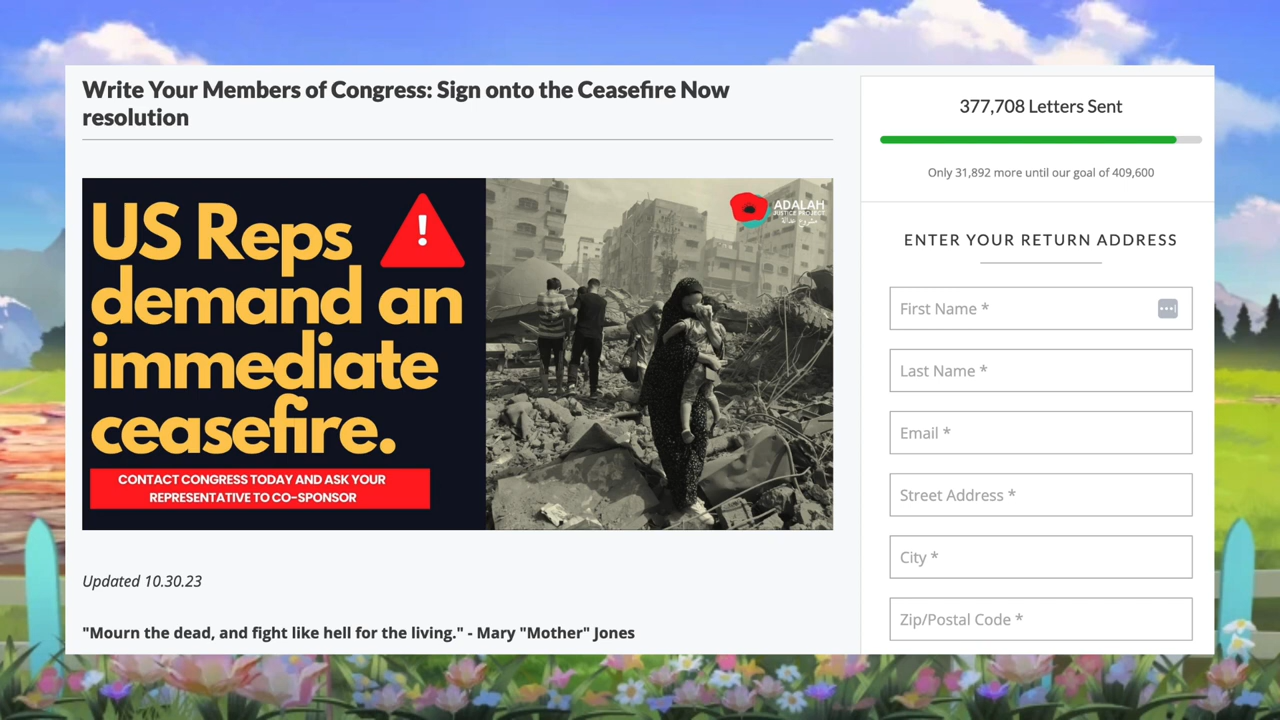 Write Your Members of Congress: Sign onto the Ceasefire Now
resolution
US Reps
demand an
immediate
ceasefire.
!
CONTACT CONGRESS TODAY AND ASK YOUR
REPRESENTATIVE TO CO-SPONSOR
ADALAH
JUSTICE PROJECT
مشروع عدالة
Updated 10.30.23
"Mourn the dead, and fight like hell for the living." - Mary "Mother" Jones
377,708 Letters Sent
Only 31,892 more until our goal of 409,600
ENTER YOUR RETURN ADDRESS
First Name *
Last Name *
Email *
Street Address *
City *
Zip/Postal Code *